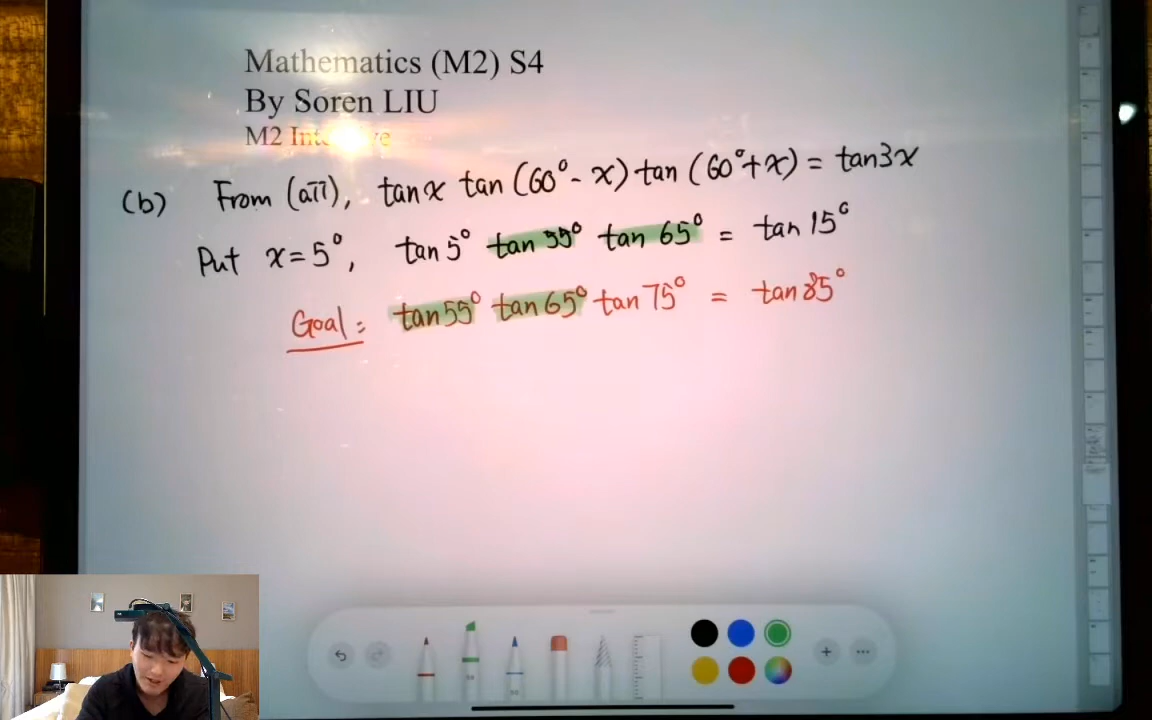 Mathematics (M2) S4
By Soren LIU
M2 Inte
(b) From (aii), tan x tan (60° - x) tan (60° + x) = tan 3x
Put x = 5°, tan 5° tan 55° tan 65° = tan 15°
Goal: tan 55° tan 65° tan 75° = tan 85°